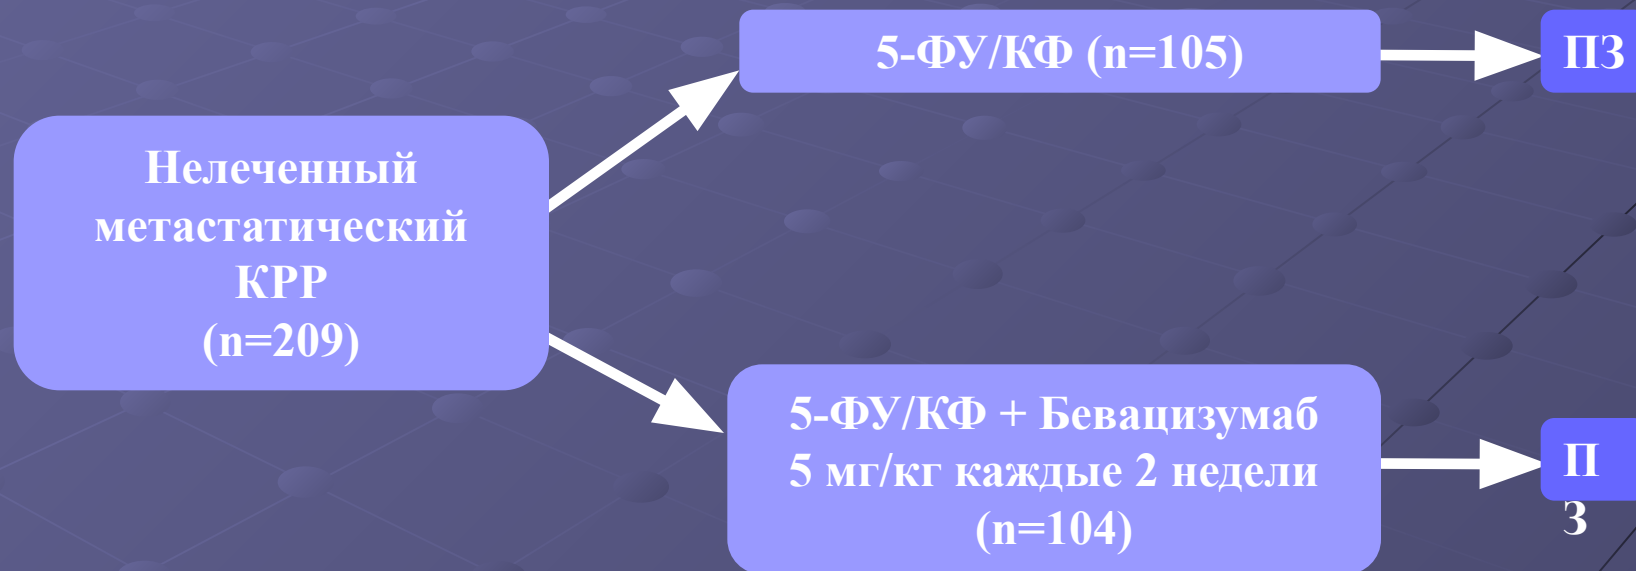 5-ФУ/КФ (n=105)
ПЗ
Нелеченный
метастатический
КРР
(n=209)
5-ФУ/КФ + Бевацизумаб
5 мг/кг каждые 2 недели
(n=104)
П
З